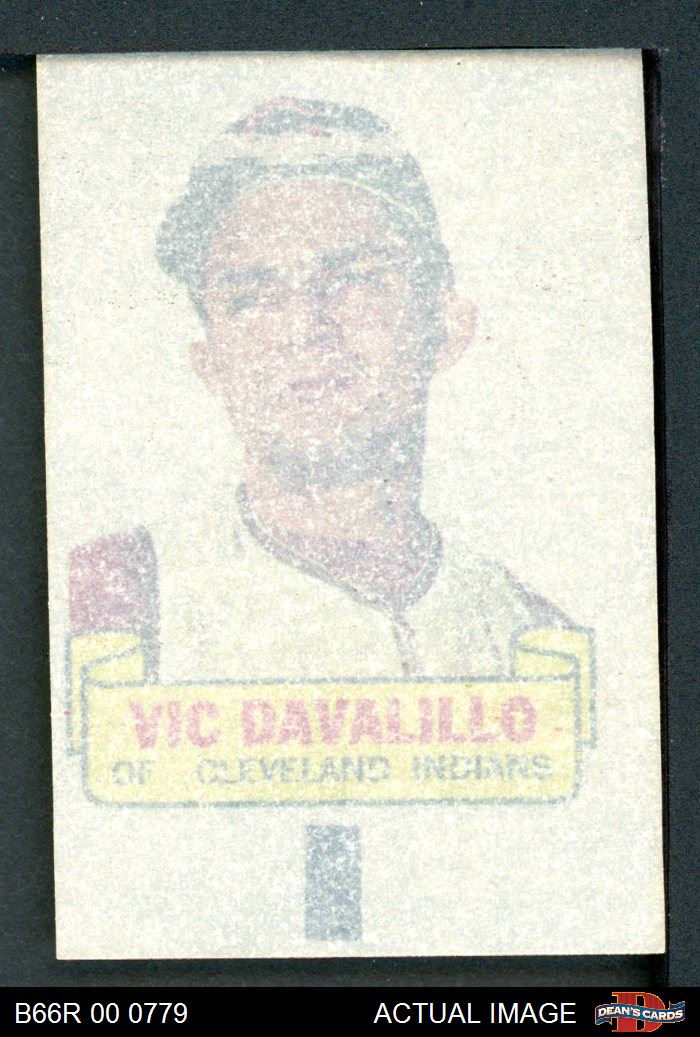 VIC DAVALILLO
OF CLEVELAND INDIANS
B66R 00 0779
ACTUAL IMAGE
D
DEAN'S CARDS